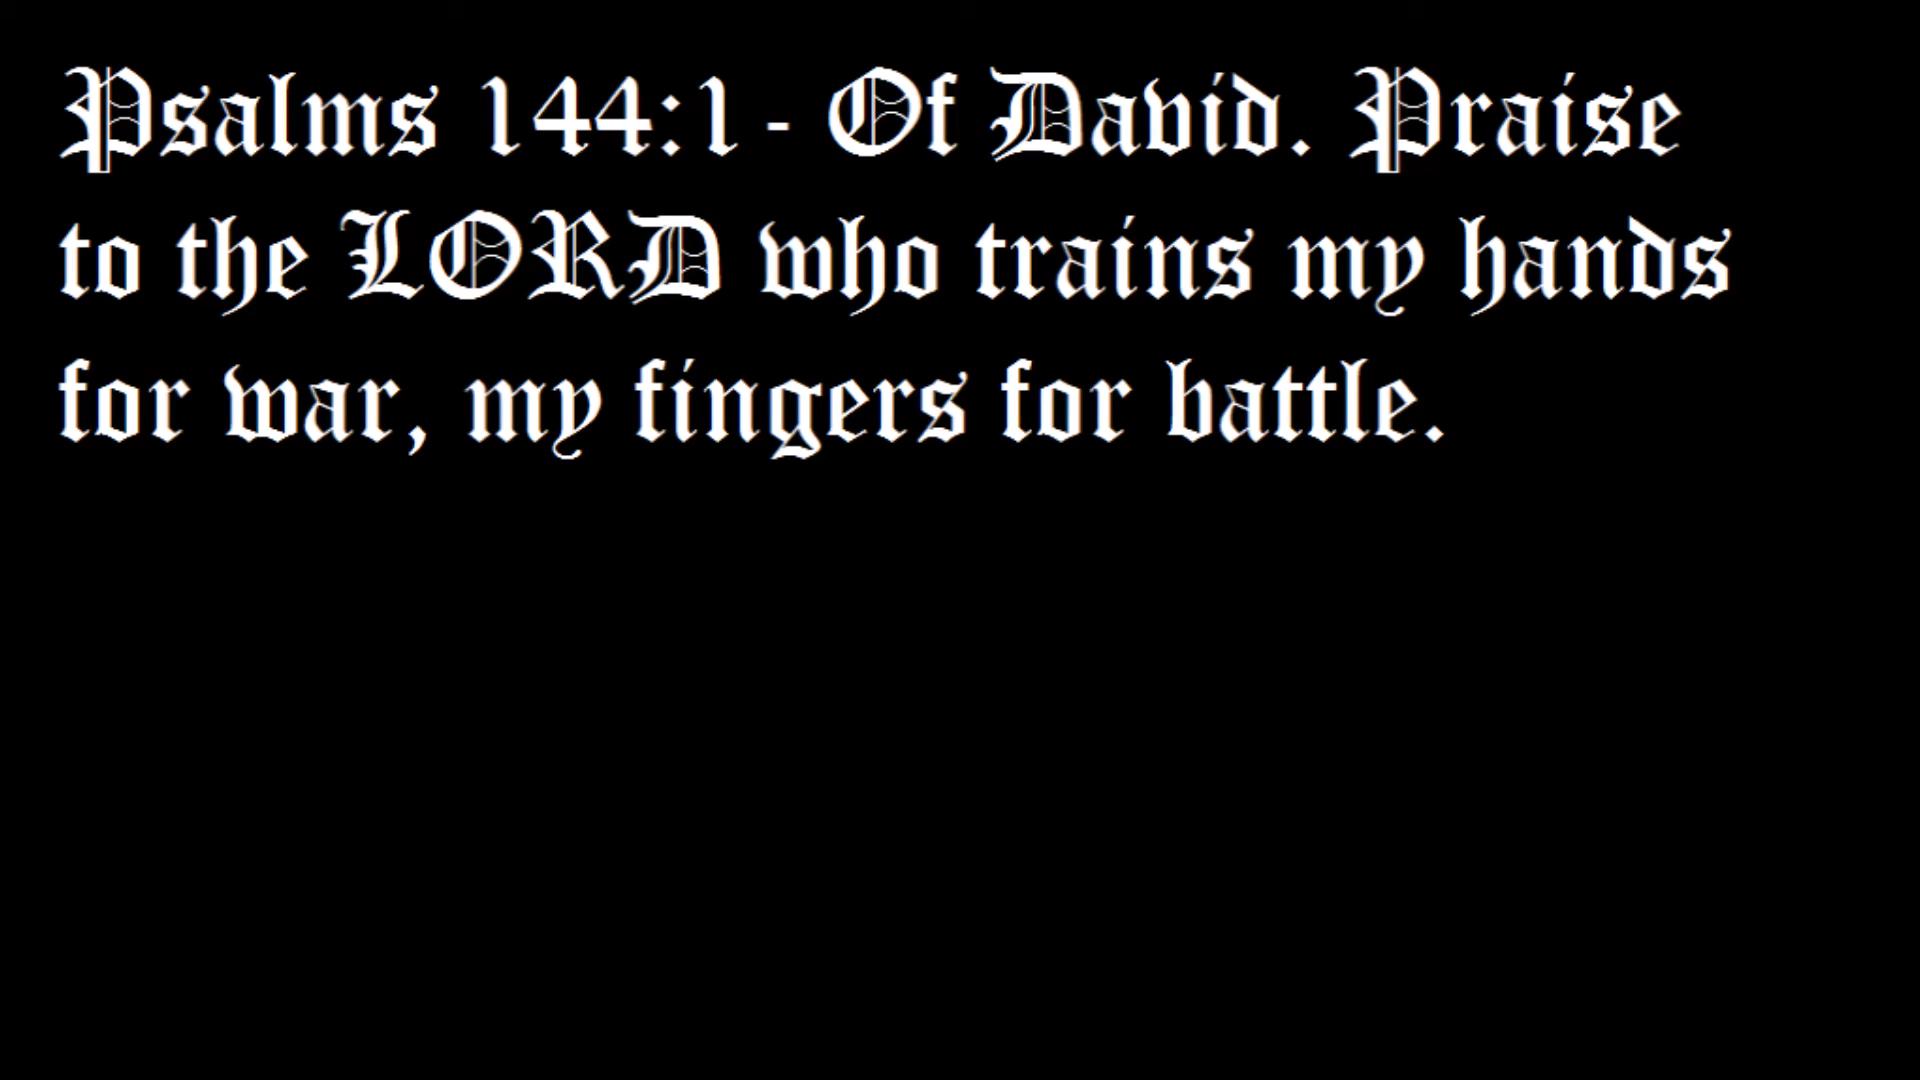 Psalms 144:1 - Of David. Praise
to the LORD who trains my hands
for war, my fingers for battle.